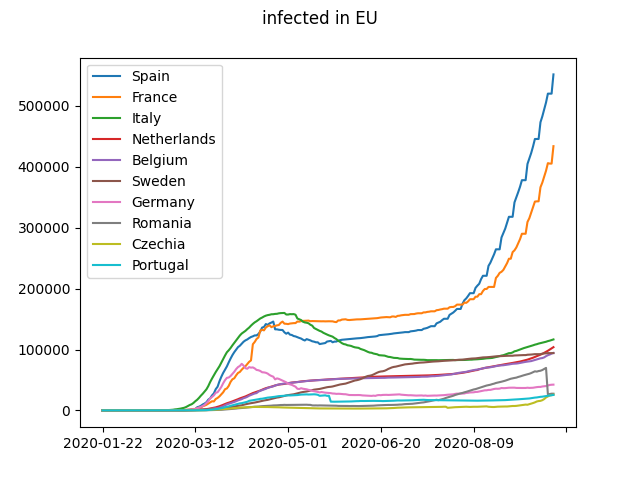 infected in EU
Spain
France
Italy
Netherlands
Belgium
Sweden
Germany
Romania
Czechia
Portugal
500000
400000
300000
200000
100000
0
2020-01-22 2020-03-12 2020-05-01 2020-06-20 2020-08-09